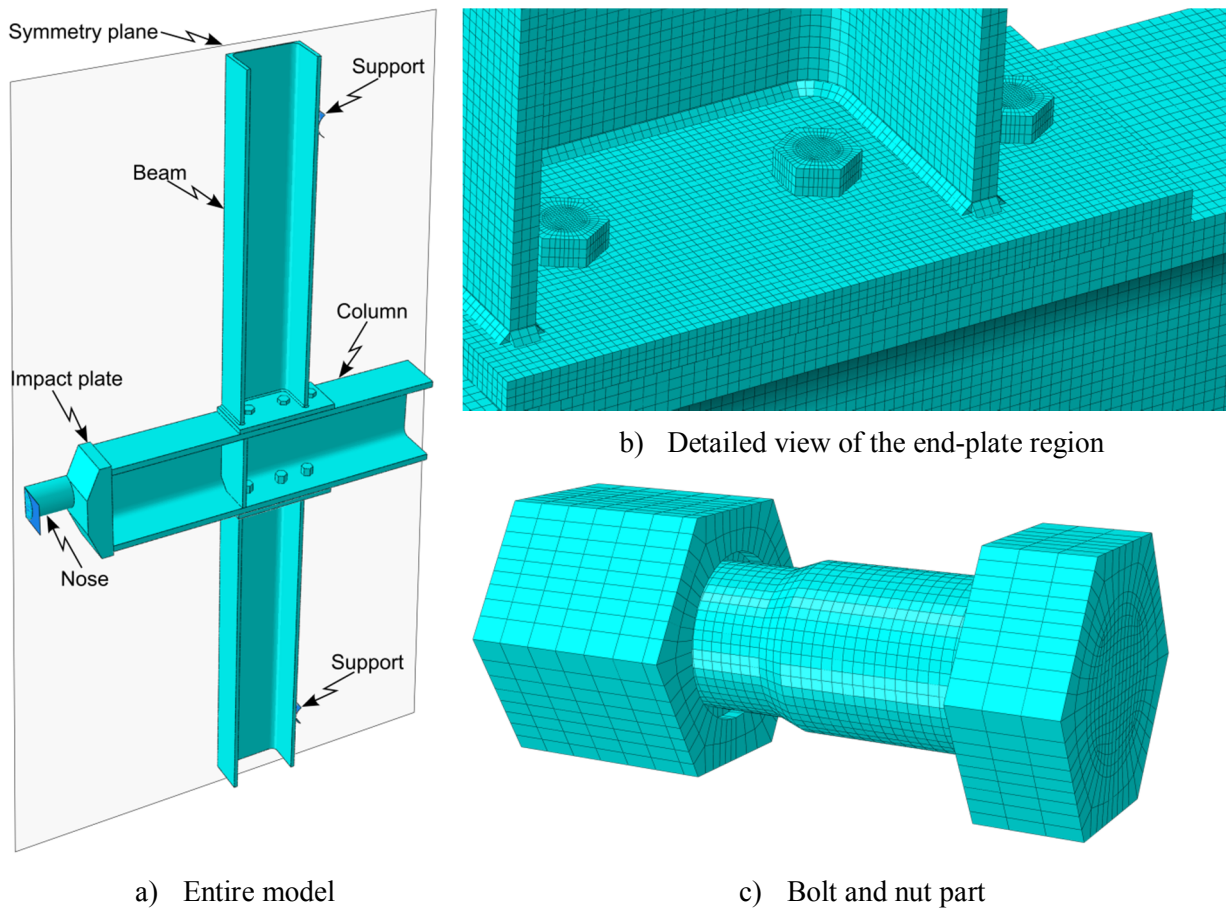 Symmetry plane
Support
Beam
Column
Impact plate
Nose
Support
a) Entire model
b) Detailed view of the end-plate region
c) Bolt and nut part